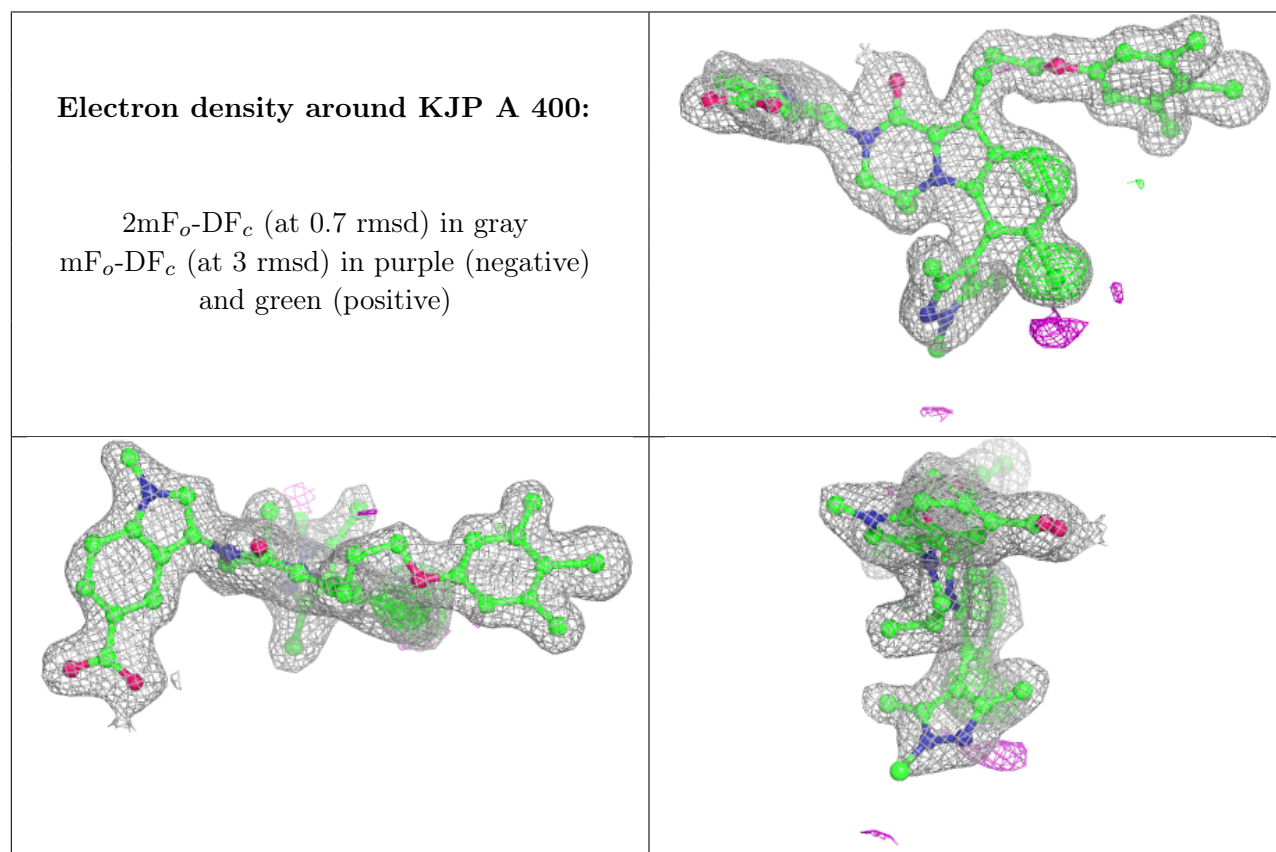 Electron density around KJP A 400:
2mFo-DFc (at 0.7 rmsd) in gray
mFo-DFc (at 3 rmsd) in purple (negative)
and green (positive)